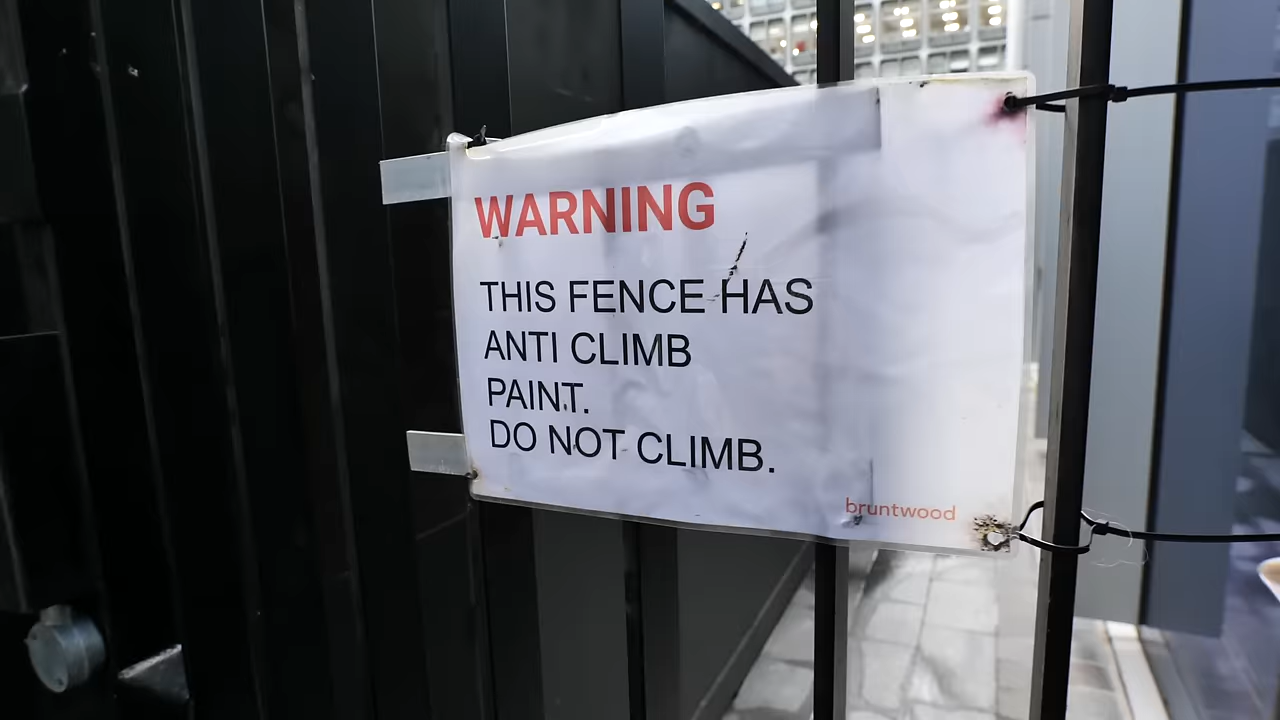 WARNING
THIS FENCE HAS
ANTI CLIMB
PAINT.
DO NOT CLIMB.
bruntwood